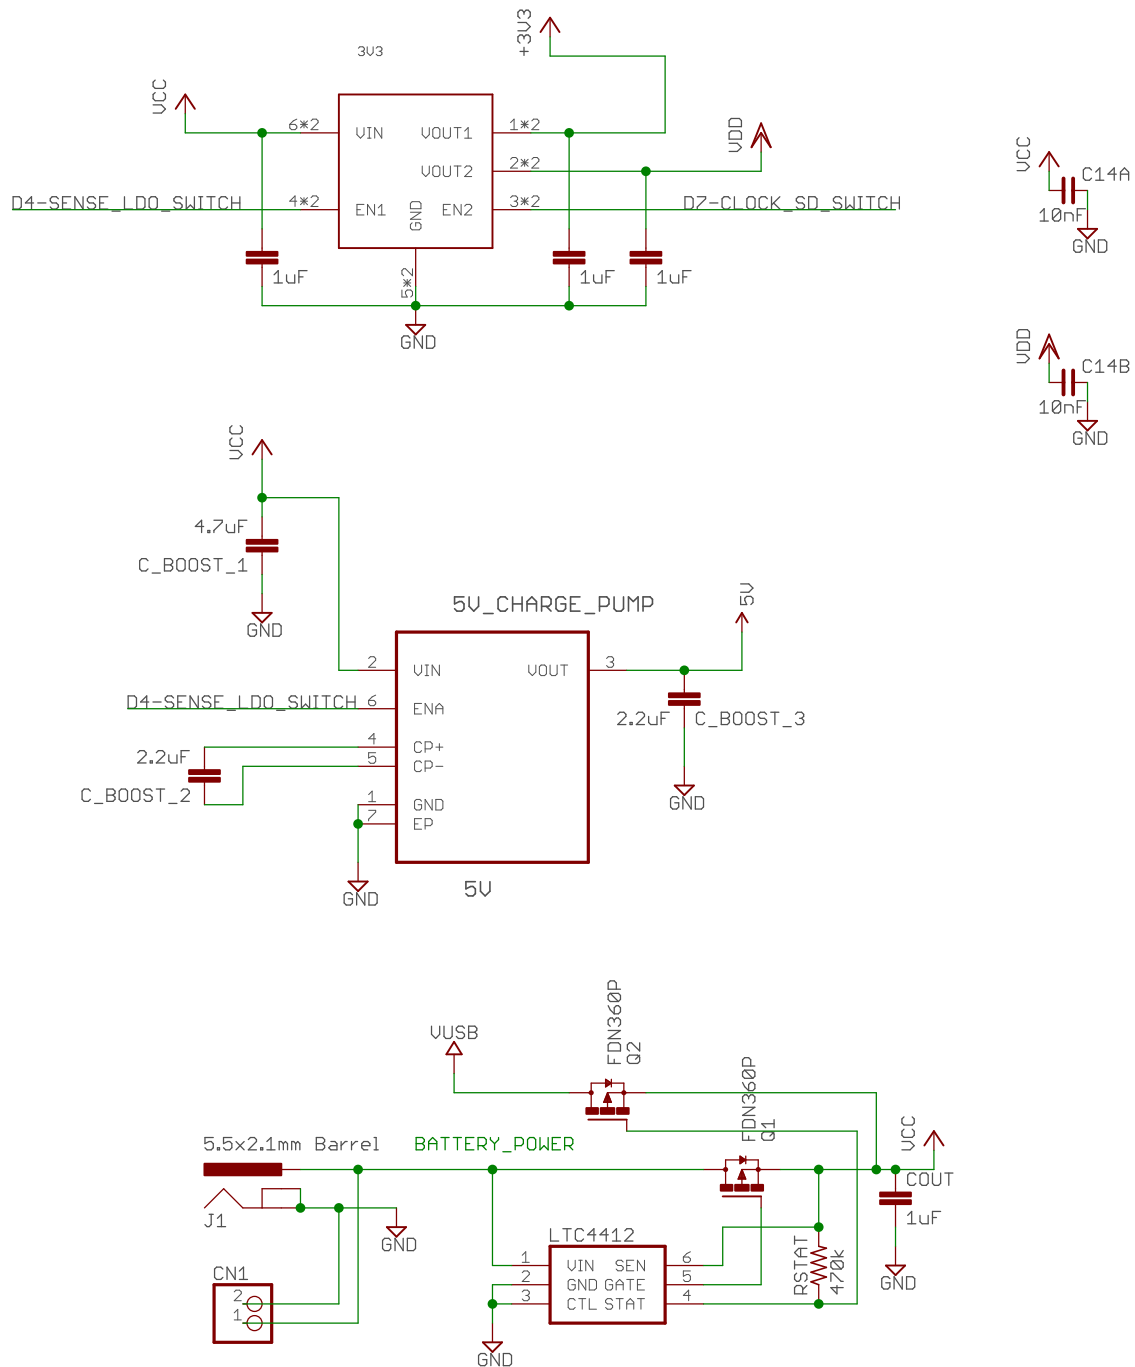 3V3
+3V3
VCC
VDD
6*2
VIN
VOUT1
1*2
VOUT2
2*2
D4-SENSE_LDO_SWITCH
4*2
EN1
GND
EN2
3*2
D7-CLOCK_SD_SWITCH
5*2
1uF
1uF
1uF
GND
VCC
C14A
10nF
GND
VDD
C14B
10nF
GND
VCC
4.7uF
C_BOOST_1
GND
5V_CHARGE_PUMP
5V
2
VIN
VOUT
3
D4-SENSE_LDO_SWITCH
6
ENA
2.2uF
C_BOOST_3
4
CP+
2.2uF
5
CP-
C_BOOST_2
1
GND
7
EP
GND
GND
5V
VUSB
FDN360P
Q2
FDN360P
Q1
VCC
5.5x2.1mm Barrel
BATTERY_POWER
COUT
1uF
J1
GND
GND
LTC4412
1
VIN
SEN
6
2
GND
GATE
5
3
CTL
STAT
4
RSTAT
470k
CN1
2
1
GND